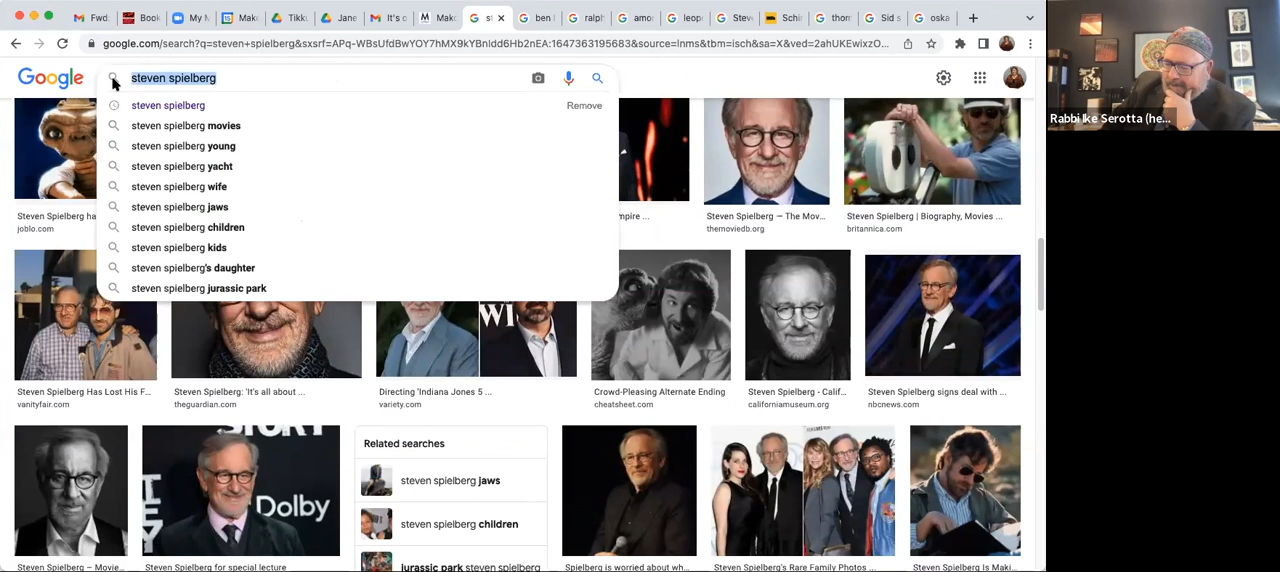 Fwd:
Book
My M
Make
Tikku
Jane
It's o
Make
st
ben l
ralph
amo
leop
Steve
Schi
thom
Sid s
oska
google.com/search?q=steven+spielberg&sxsrf=APq-WBsUfdBwYOY7hMX9kYBnIdd6Hb2nEA:1647363195683&source=lnms&tbm=isch&sa=X&ved=2ahUKEwixzO...
Google
steven spielberg
steven spielberg
Remove
steven spielberg movies
steven spielberg young
steven spielberg yacht
steven spielberg wife
steven spielberg jaws
steven spielberg children
steven spielberg kids
steven spielberg's daughter
steven spielberg jurassic park
Rabbi Ike Serotta (he...
Steven Spielberg ha
joblo.com
mpire ...
Steven Spielberg — The Mov...
themoviedb.org
Steven Spielberg | Biography, Movies ...
britannica.com
Steven Spielberg Has Lost His F...
vanityfair.com
Steven Spielberg: 'It's all about ...
theguardian.com
Directing 'Indiana Jones 5 ...
variety.com
Crowd-Pleasing Alternate Ending
cheatsheet.com
Steven Spielberg - Calif...
californiamuseum.org
Steven Spielberg signs deal with ...
nbcnews.com
STORY
Dolby
Related searches
steven spielberg jaws
steven spielberg children
jurassic park steven spielberg
Steven Spielberg – Movie...
Steven Spielberg for special lecture
Spielberg is worried about wh...
Steven Spielberg's Rare Family Photos ...
Steven Spielberg Is Maki...